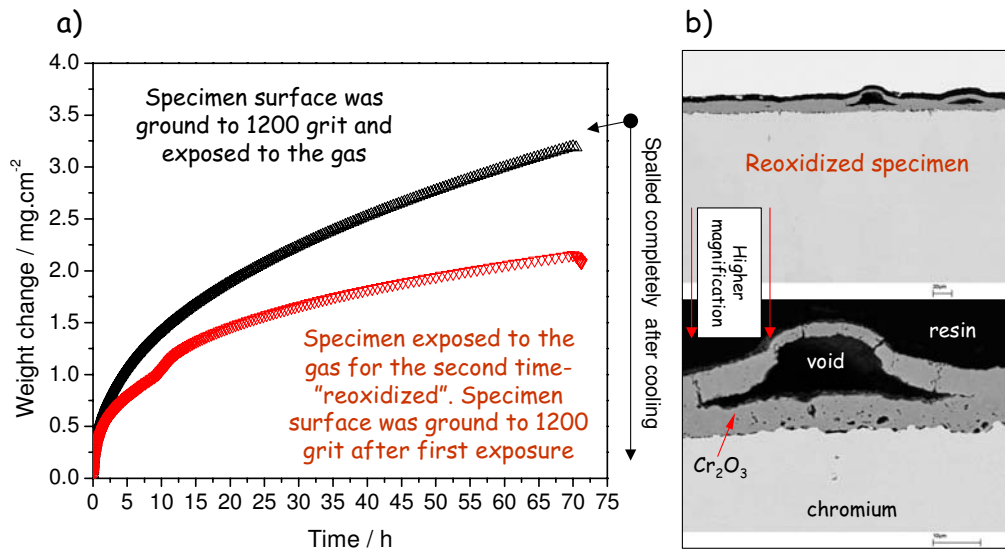 a)
4.0
3.5
3.0
2.5
2.0
1.5
1.0
0.5
0.0
Weight change / mg.cm-2
Specimen surface was
ground to 1200 grit and
exposed to the gas
Specimen exposed to the
gas for the second time-
"reoxidized". Specimen
surface was ground to 1200
grit after first exposure
0 5 10 15 20 25 30 35 40 45 50 55 60 65 70 75
Time / h
Spalled completely after cooling
b)
Reoxidized specimen
20µm
Higher
magnification
resin
void
Cr2O3
chromium
10µm